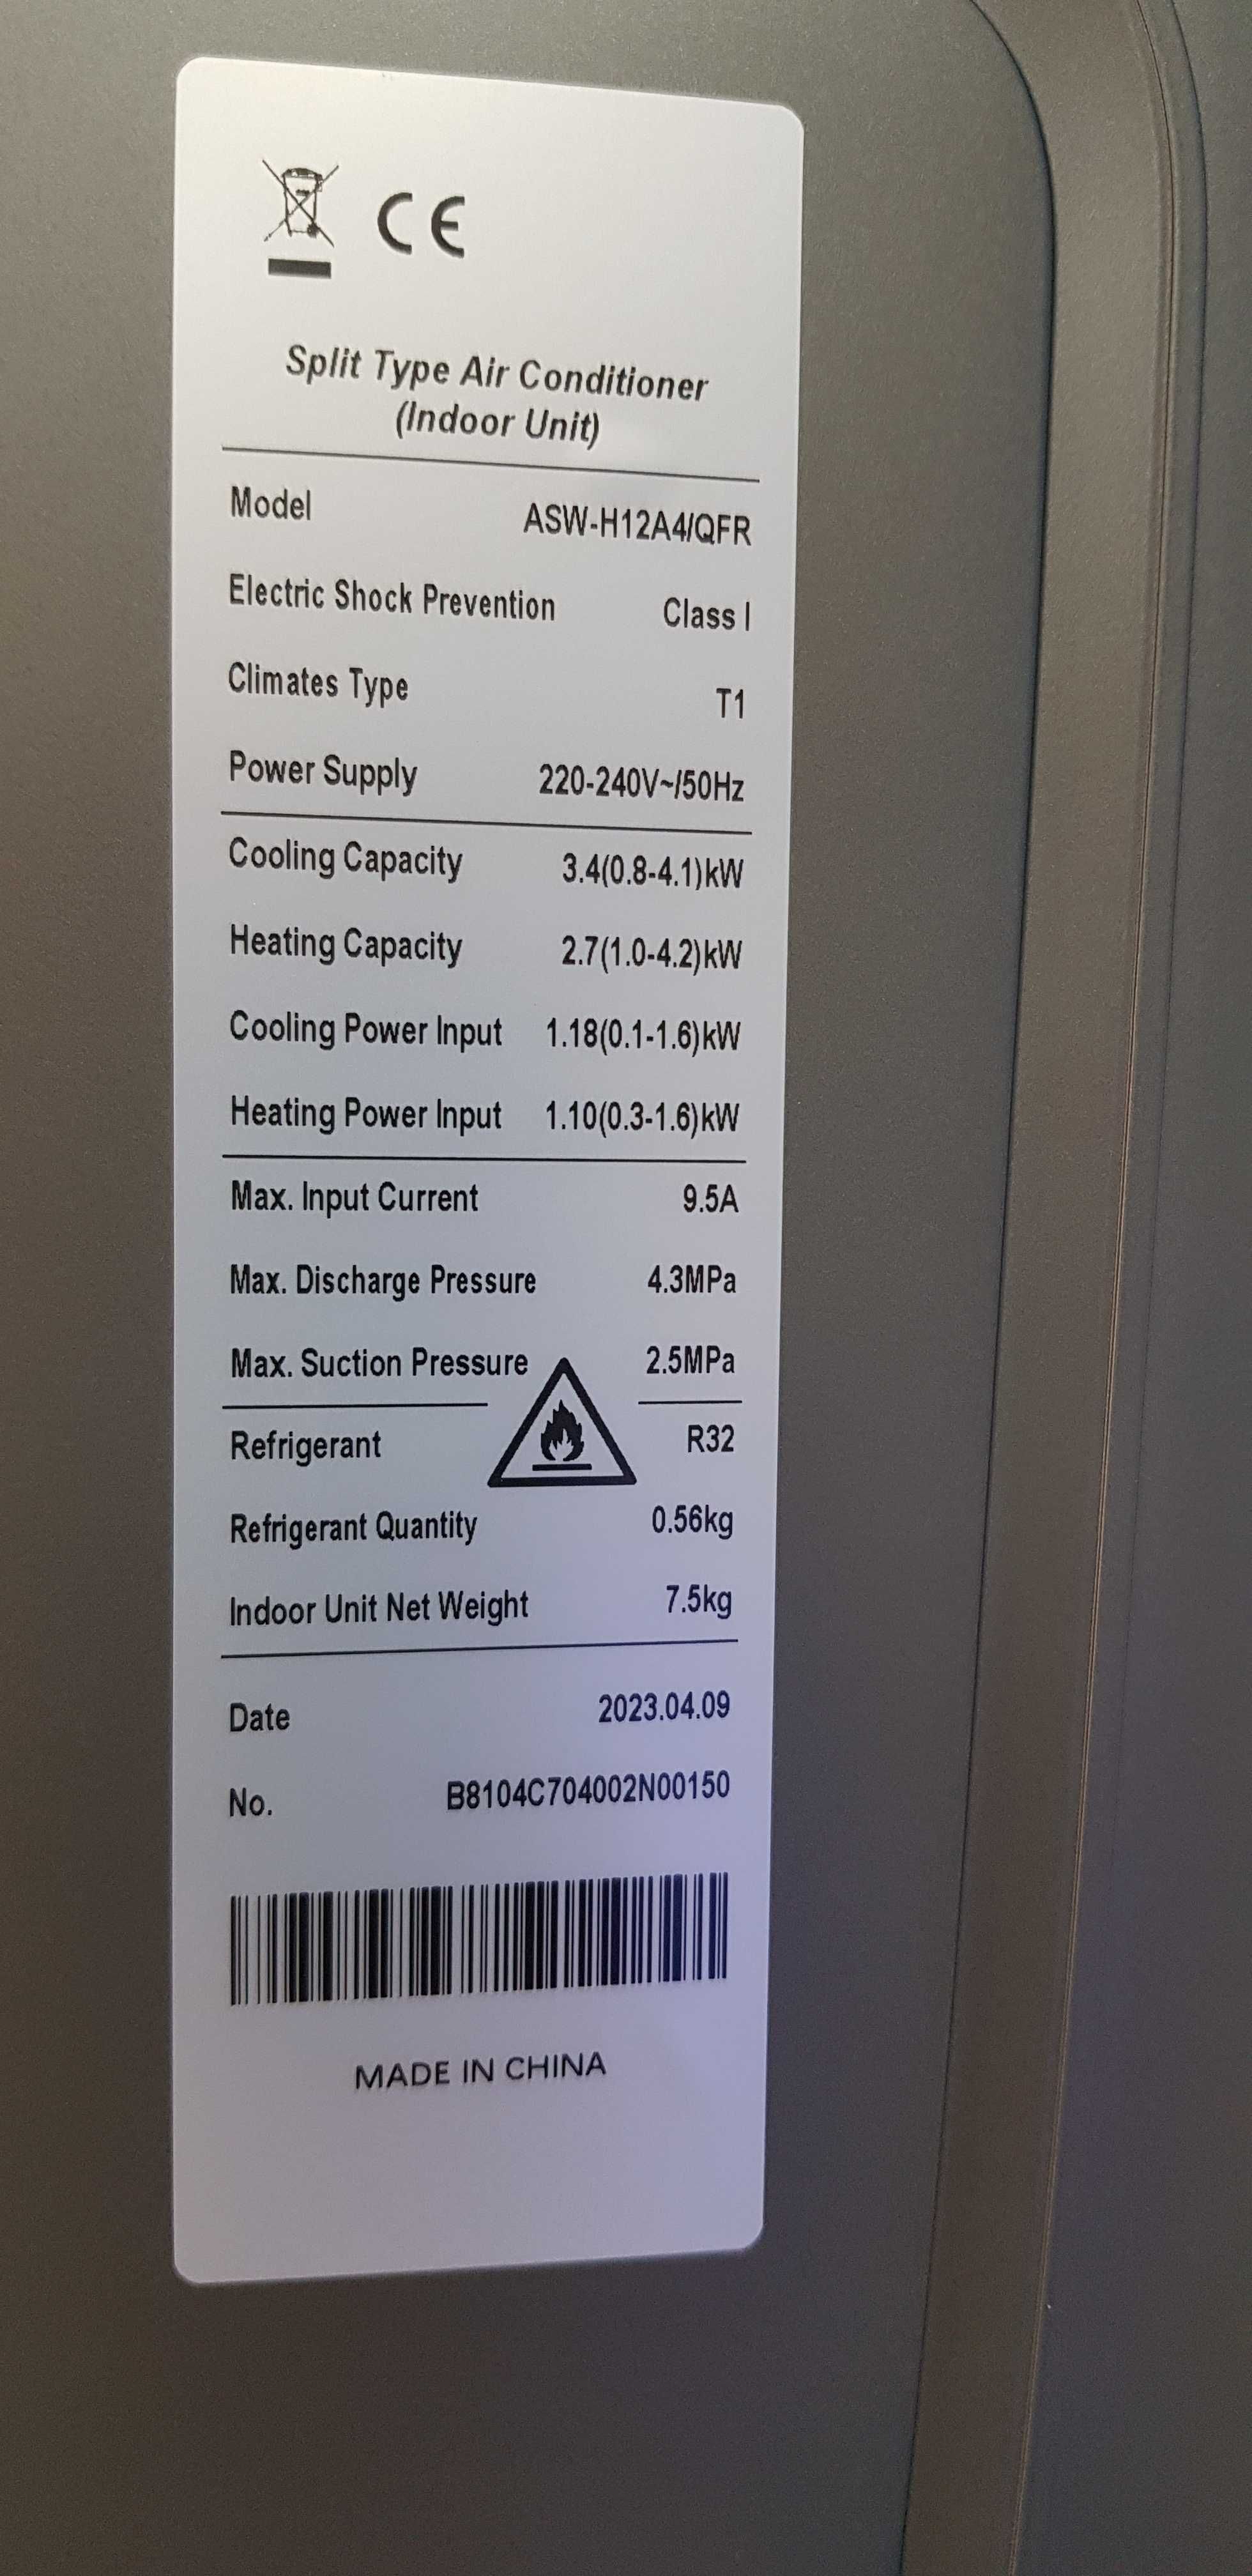 CE
Split Type Air Conditioner
(Indoor Unit)
Model ASW-H12A4/QFR
Electric Shock Prevention Class I
Climates Type T1
Power Supply 220-240V~/50Hz
Cooling Capacity 3.4(0.8-4.1)kW
Heating Capacity 2.7(1.0-4.2)kW
Cooling Power Input 1.18(0.1-1.6)kW
Heating Power Input 1.10(0.3-1.6)kW
Max. Input Current 9.5A
Max. Discharge Pressure 4.3MPa
Max. Suction Pressure 2.5MPa
Refrigerant R32
Refrigerant Quantity 0.56kg
Indoor Unit Net Weight 7.5kg
Date 2023.04.09
No. B8104C704002N00150
MADE IN CHINA